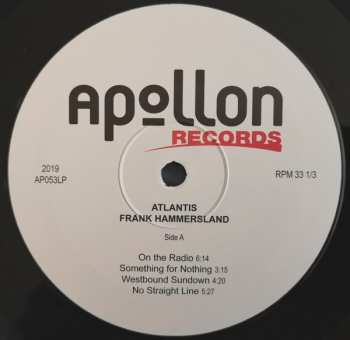 Apollon
RECORDS
2019
AP053LP
RPM 33 1/3
ATLANTIS
FRANK HAMMERSLAND
Side A
On the Radio 6:14
Something for Nothing 3:15
Westbound Sundown 4:20
No Straight Line 5:27